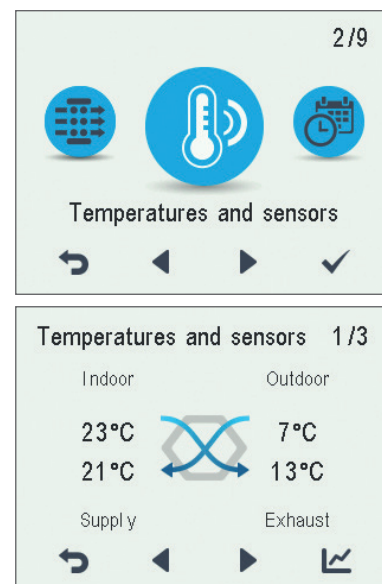 2/9
Temperatures and sensors
Temperatures and sensors 1/3
Indoor Outdoor
23°C 7°C
21°C 13°C
Supply Exhaust